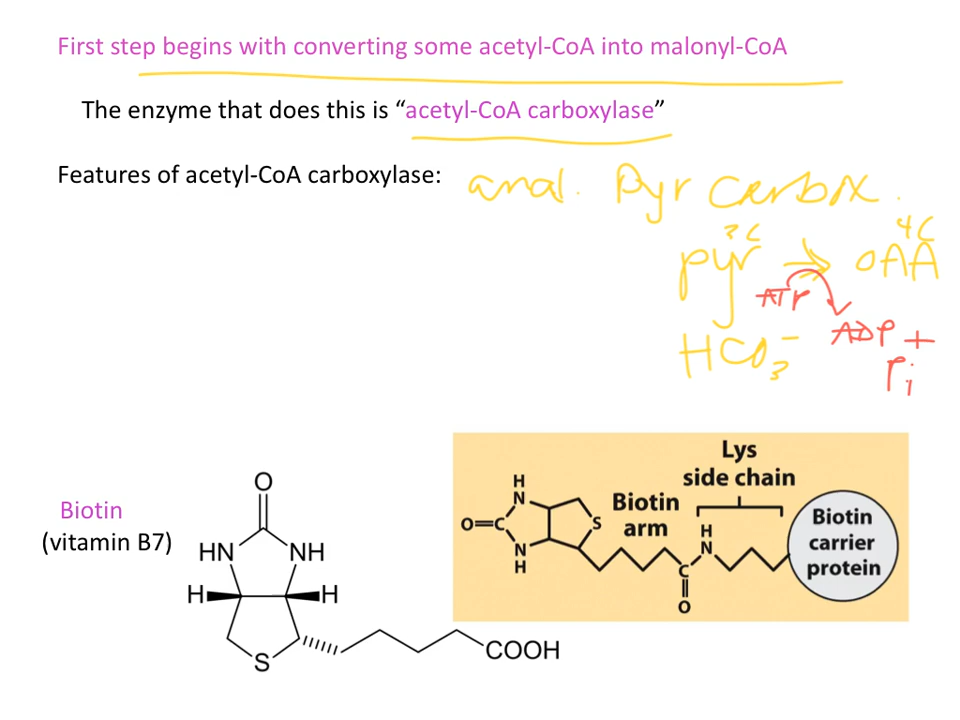 First step begins with converting some acetyl-CoA into malonyl-CoA
The enzyme that does this is “acetyl-CoA carboxylase”
Features of acetyl-CoA carboxylase:
anal. Pyr carbox.
3C 4C
pyr → OAA
ATP
HCO3⁻ ADP + Pi
Biotin
(vitamin B7)
O
HN NH
H H
S
COOH
Lys
side chain
Biotin
arm
H
N
O=C
S
N
H
H
N
C
O
Biotin
carrier
protein